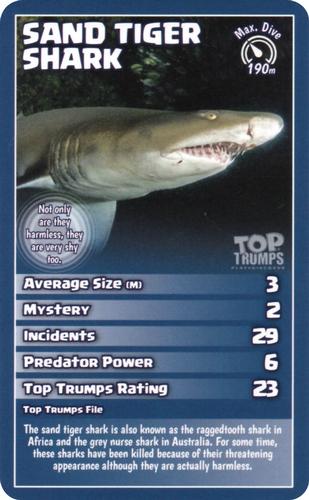 SAND TIGER
SHARK
Max. Dive
190m
Not only
are they
harmless, they
are very shy
too.
TOP
TRUMPS
Average Size (M) 3
Mystery 2
Incidents 29
Predator Power 6
Top Trumps Rating 23
Top Trumps File
The sand tiger shark is also known as the raggedtooth shark in
Africa and the grey nurse shark in Australia. For some time,
these sharks have been killed because of their threatening
appearance although they are actually harmless.